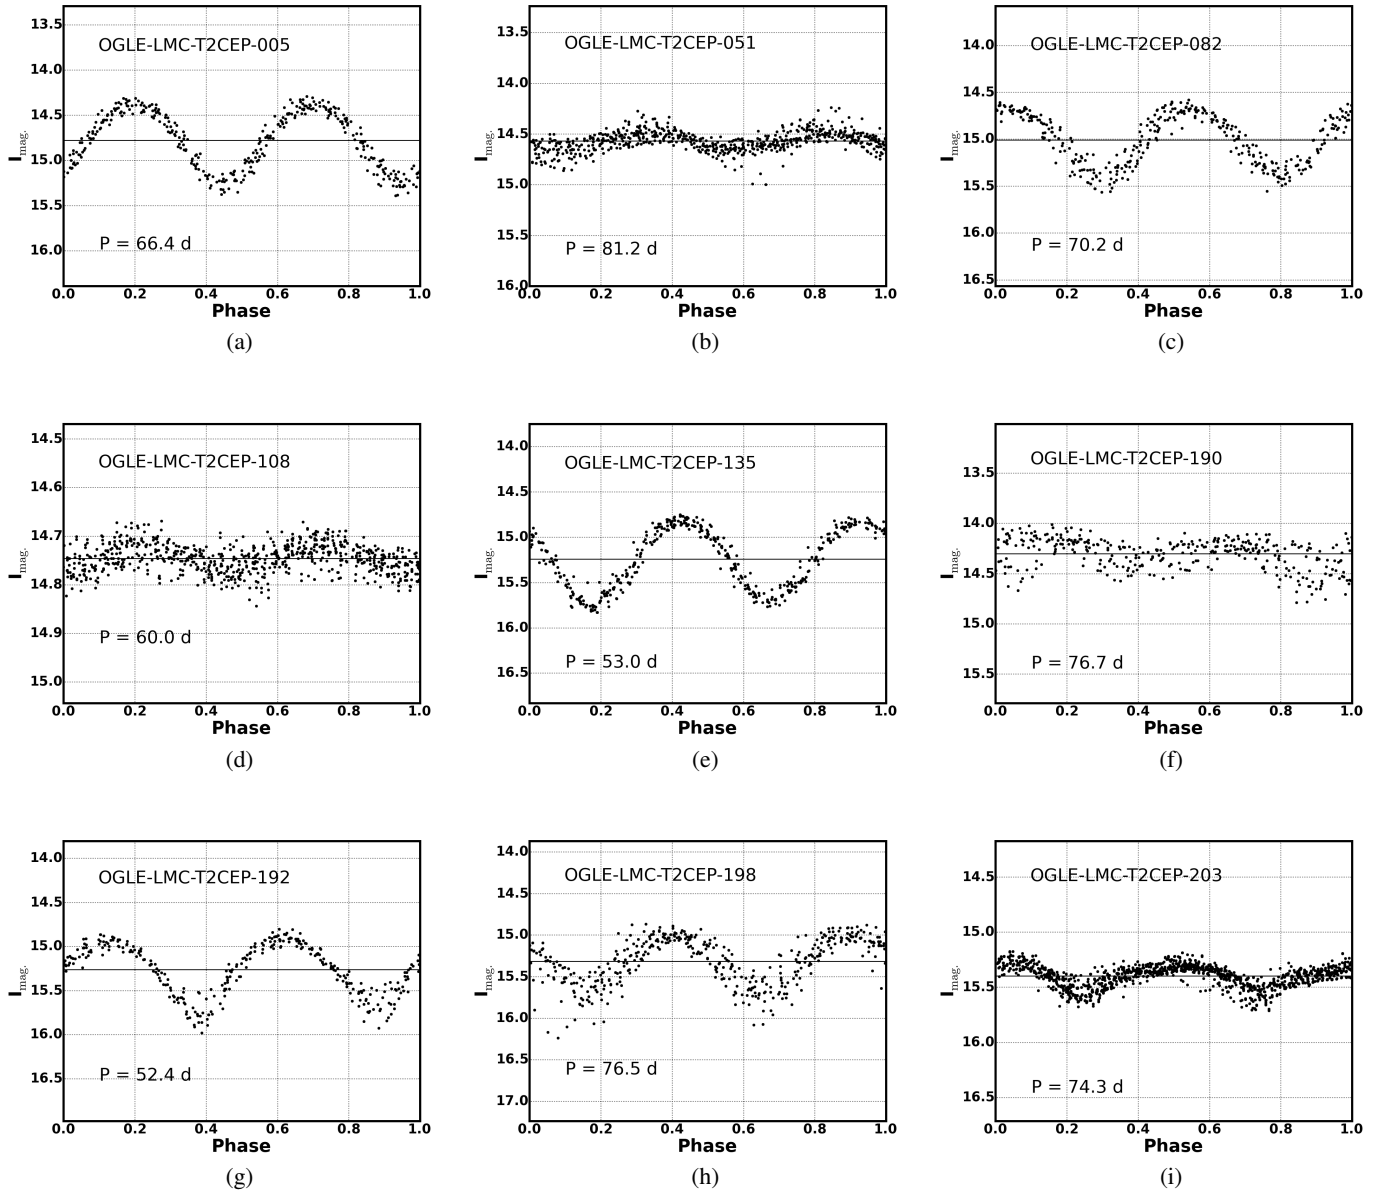 OGLE-LMC-T2CEP-005
13.5
14.0
14.5
15.0
15.5
16.0
I mag.
P = 66.4 d
0.0 0.2 0.4 0.6 0.8 1.0
Phase
(a)
OGLE-LMC-T2CEP-051
13.5
14.0
14.5
15.0
15.5
16.0
I mag.
P = 81.2 d
0.0 0.2 0.4 0.6 0.8 1.0
Phase
(b)
OGLE-LMC-T2CEP-082
14.0
14.5
15.0
15.5
16.0
16.5
I mag.
P = 70.2 d
0.0 0.2 0.4 0.6 0.8 1.0
Phase
(c)
OGLE-LMC-T2CEP-108
14.5
14.6
14.7
14.8
14.9
15.0
I mag.
P = 60.0 d
0.0 0.2 0.4 0.6 0.8 1.0
Phase
(d)
OGLE-LMC-T2CEP-135
14.0
14.5
15.0
15.5
16.0
16.5
I mag.
P = 53.0 d
0.0 0.2 0.4 0.6 0.8 1.0
Phase
(e)
OGLE-LMC-T2CEP-190
13.5
14.0
14.5
15.0
15.5
I mag.
P = 76.7 d
0.0 0.2 0.4 0.6 0.8 1.0
Phase
(f)
OGLE-LMC-T2CEP-192
14.0
14.5
15.0
15.5
16.0
16.5
I mag.
P = 52.4 d
0.0 0.2 0.4 0.6 0.8 1.0
Phase
(g)
OGLE-LMC-T2CEP-198
14.0
14.5
15.0
15.5
16.0
16.5
17.0
I mag.
P = 76.5 d
0.0 0.2 0.4 0.6 0.8 1.0
Phase
(h)
OGLE-LMC-T2CEP-203
14.5
15.0
15.5
16.0
16.5
I mag.
P = 74.3 d
0.0 0.2 0.4 0.6 0.8 1.0
Phase
(i)